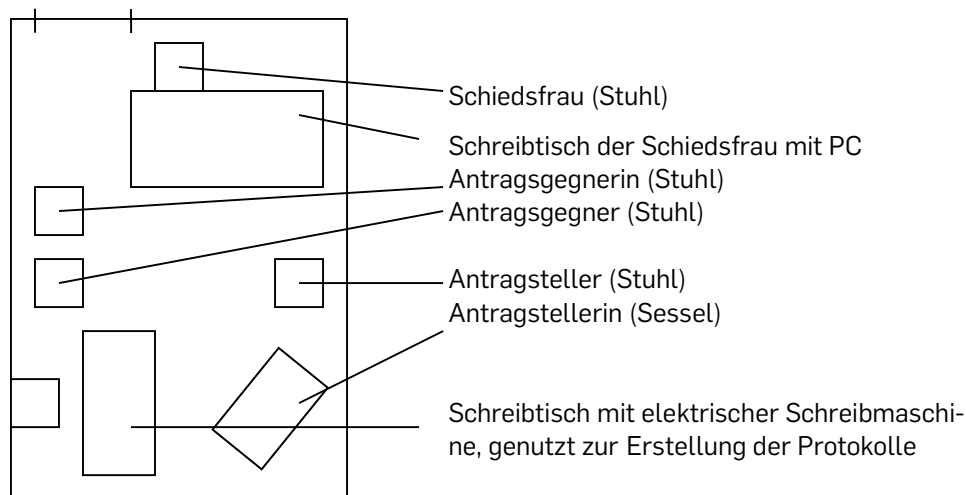 Schiedsfrau (Stuhl)
Schreibtisch der Schiedsfrau mit PC
Antragsgegnerin (Stuhl)
Antragsgegner (Stuhl)
Antragsteller (Stuhl)
Antragstellerin (Sessel)
Schreibtisch mit elektrischer Schreibmaschi-
ne, genutzt zur Erstellung der Protokolle